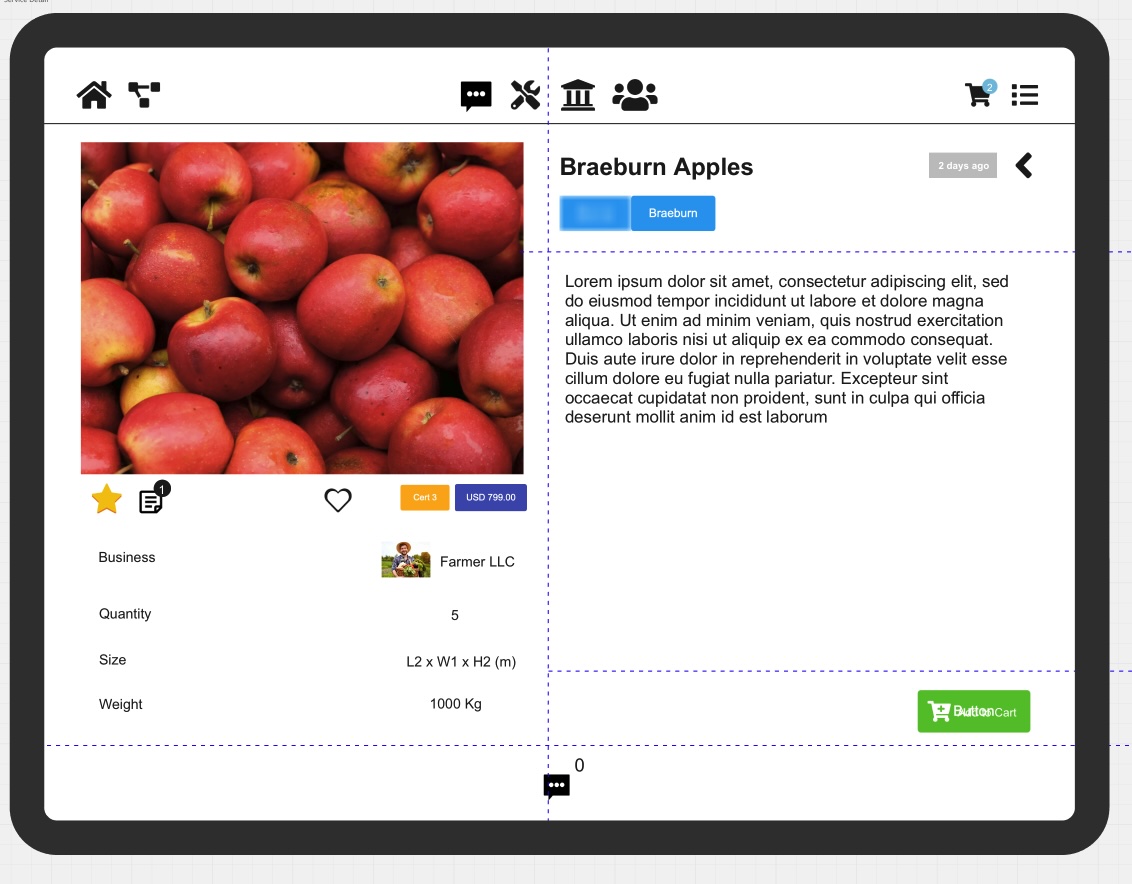 Service Detail
2
Braeburn Apples
2 days ago
Braeburn
Lorem ipsum dolor sit amet, consectetur adipiscing elit, sed
do eiusmod tempor incididunt ut labore et dolore magna
aliqua. Ut enim ad minim veniam, quis nostrud exercitation
ullamco laboris nisi ut aliquip ex ea commodo consequat.
Duis aute irure dolor in reprehenderit in voluptate velit esse
cillum dolore eu fugiat nulla pariatur. Excepteur sint
occaecat cupidatat non proident, sunt in culpa qui officia
deserunt mollit anim id est laborum
1
Cert 3
USD 799.00
Business
Farmer LLC
Quantity
5
Size
L2 x W1 x H2 (m)
Weight
1000 Kg
Button
Cart
0